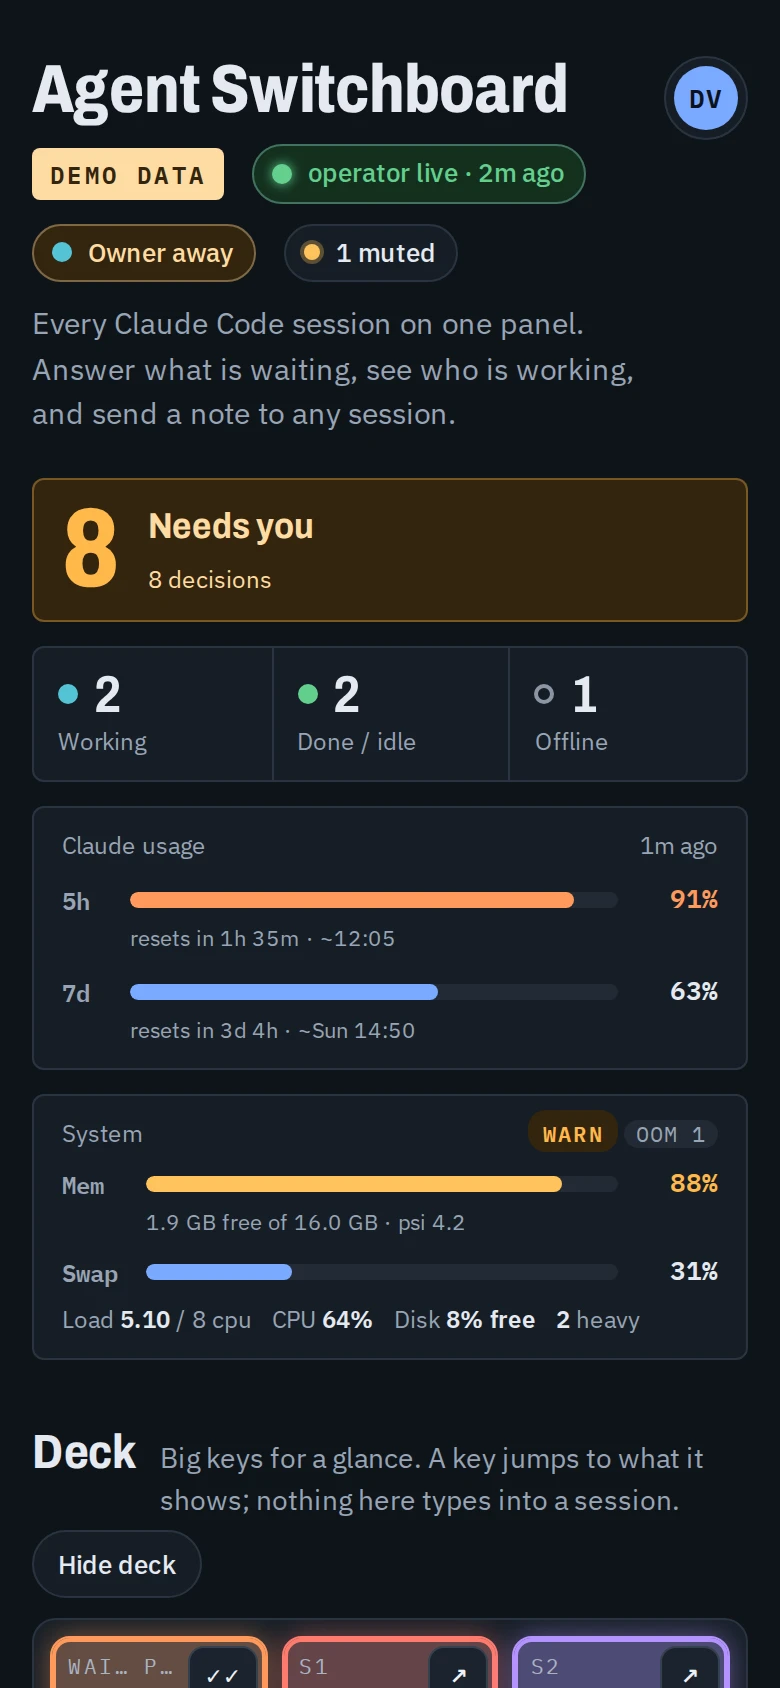 Agent Switchboard
DV
DEMO DATA
operator live · 2m ago
Owner away
1 muted
Every Claude Code session on one panel.
Answer what is waiting, see who is working,
and send a note to any session.
8
Needs you
8 decisions
2
Working
2
Done / idle
1
Offline
Claude usage
1m ago
5h
91%
resets in 1h 35m · ~12:05
7d
63%
resets in 3d 4h · ~Sun 14:50
System
WARN
OOM 1
Mem
88%
1.9 GB free of 16.0 GB · psi 4.2
Swap
31%
Load 5.10 / 8 cpu CPU 64% Disk 8% free 2 heavy
Deck
Big keys for a glance. A key jumps to what it
shows; nothing here types into a session.
Hide deck
WAI… P…
✓✓
S1
↗
S2
↗